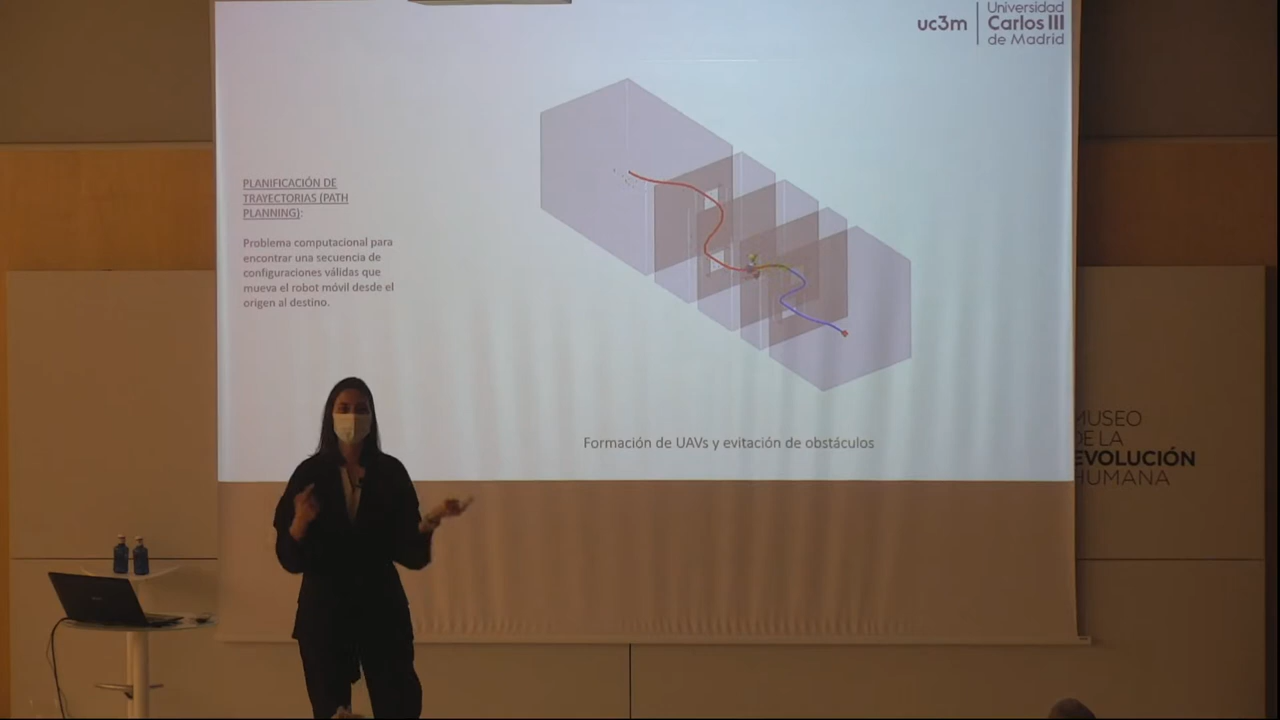 uc3m
Universidad
Carlos III
de Madrid
PLANIFICACIÓN DE
TRAYECTORIAS (PATH
PLANNING):
Problema computacional para
encontrar una secuencia de
configuraciones válidas que
mueva el robot móvil desde el
origen al destino.
Formación de UAVs y evitación de obstáculos
MUSEO
DE LA
EVOLUCIÓN
HUMANA